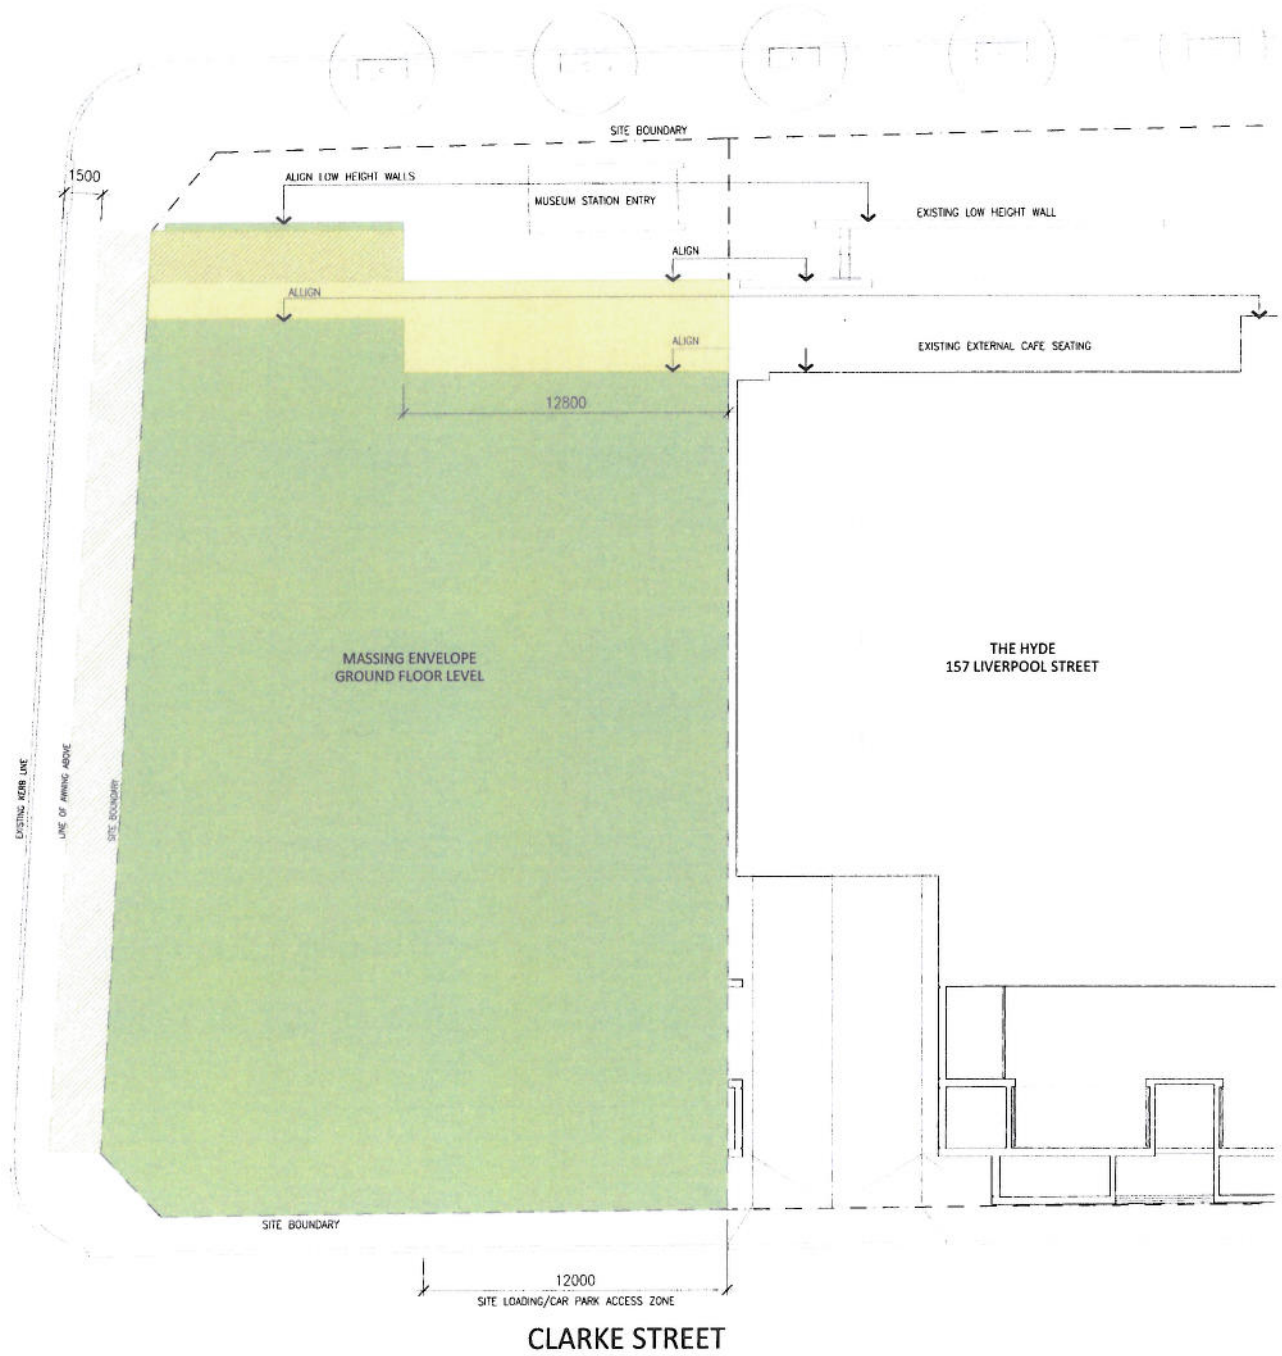 SITE BOUNDARY
1500
ALIGN LOW HEIGHT WALLS
MUSEUM STATION ENTRY
EXISTING LOW HEIGHT WALL
ALIGN
ALLIGN
ALIGN
EXISTING EXTERNAL CAFE SEATING
12800
MASSING ENVELOPE
GROUND FLOOR LEVEL
THE HYDE
157 LIVERPOOL STREET
EXISTING KERB LINE
LINE OF AWNING ABOVE
SITE BOUNDARY
SITE BOUNDARY
12000
SITE LOADING/CAR PARK ACCESS ZONE
CLARKE STREET